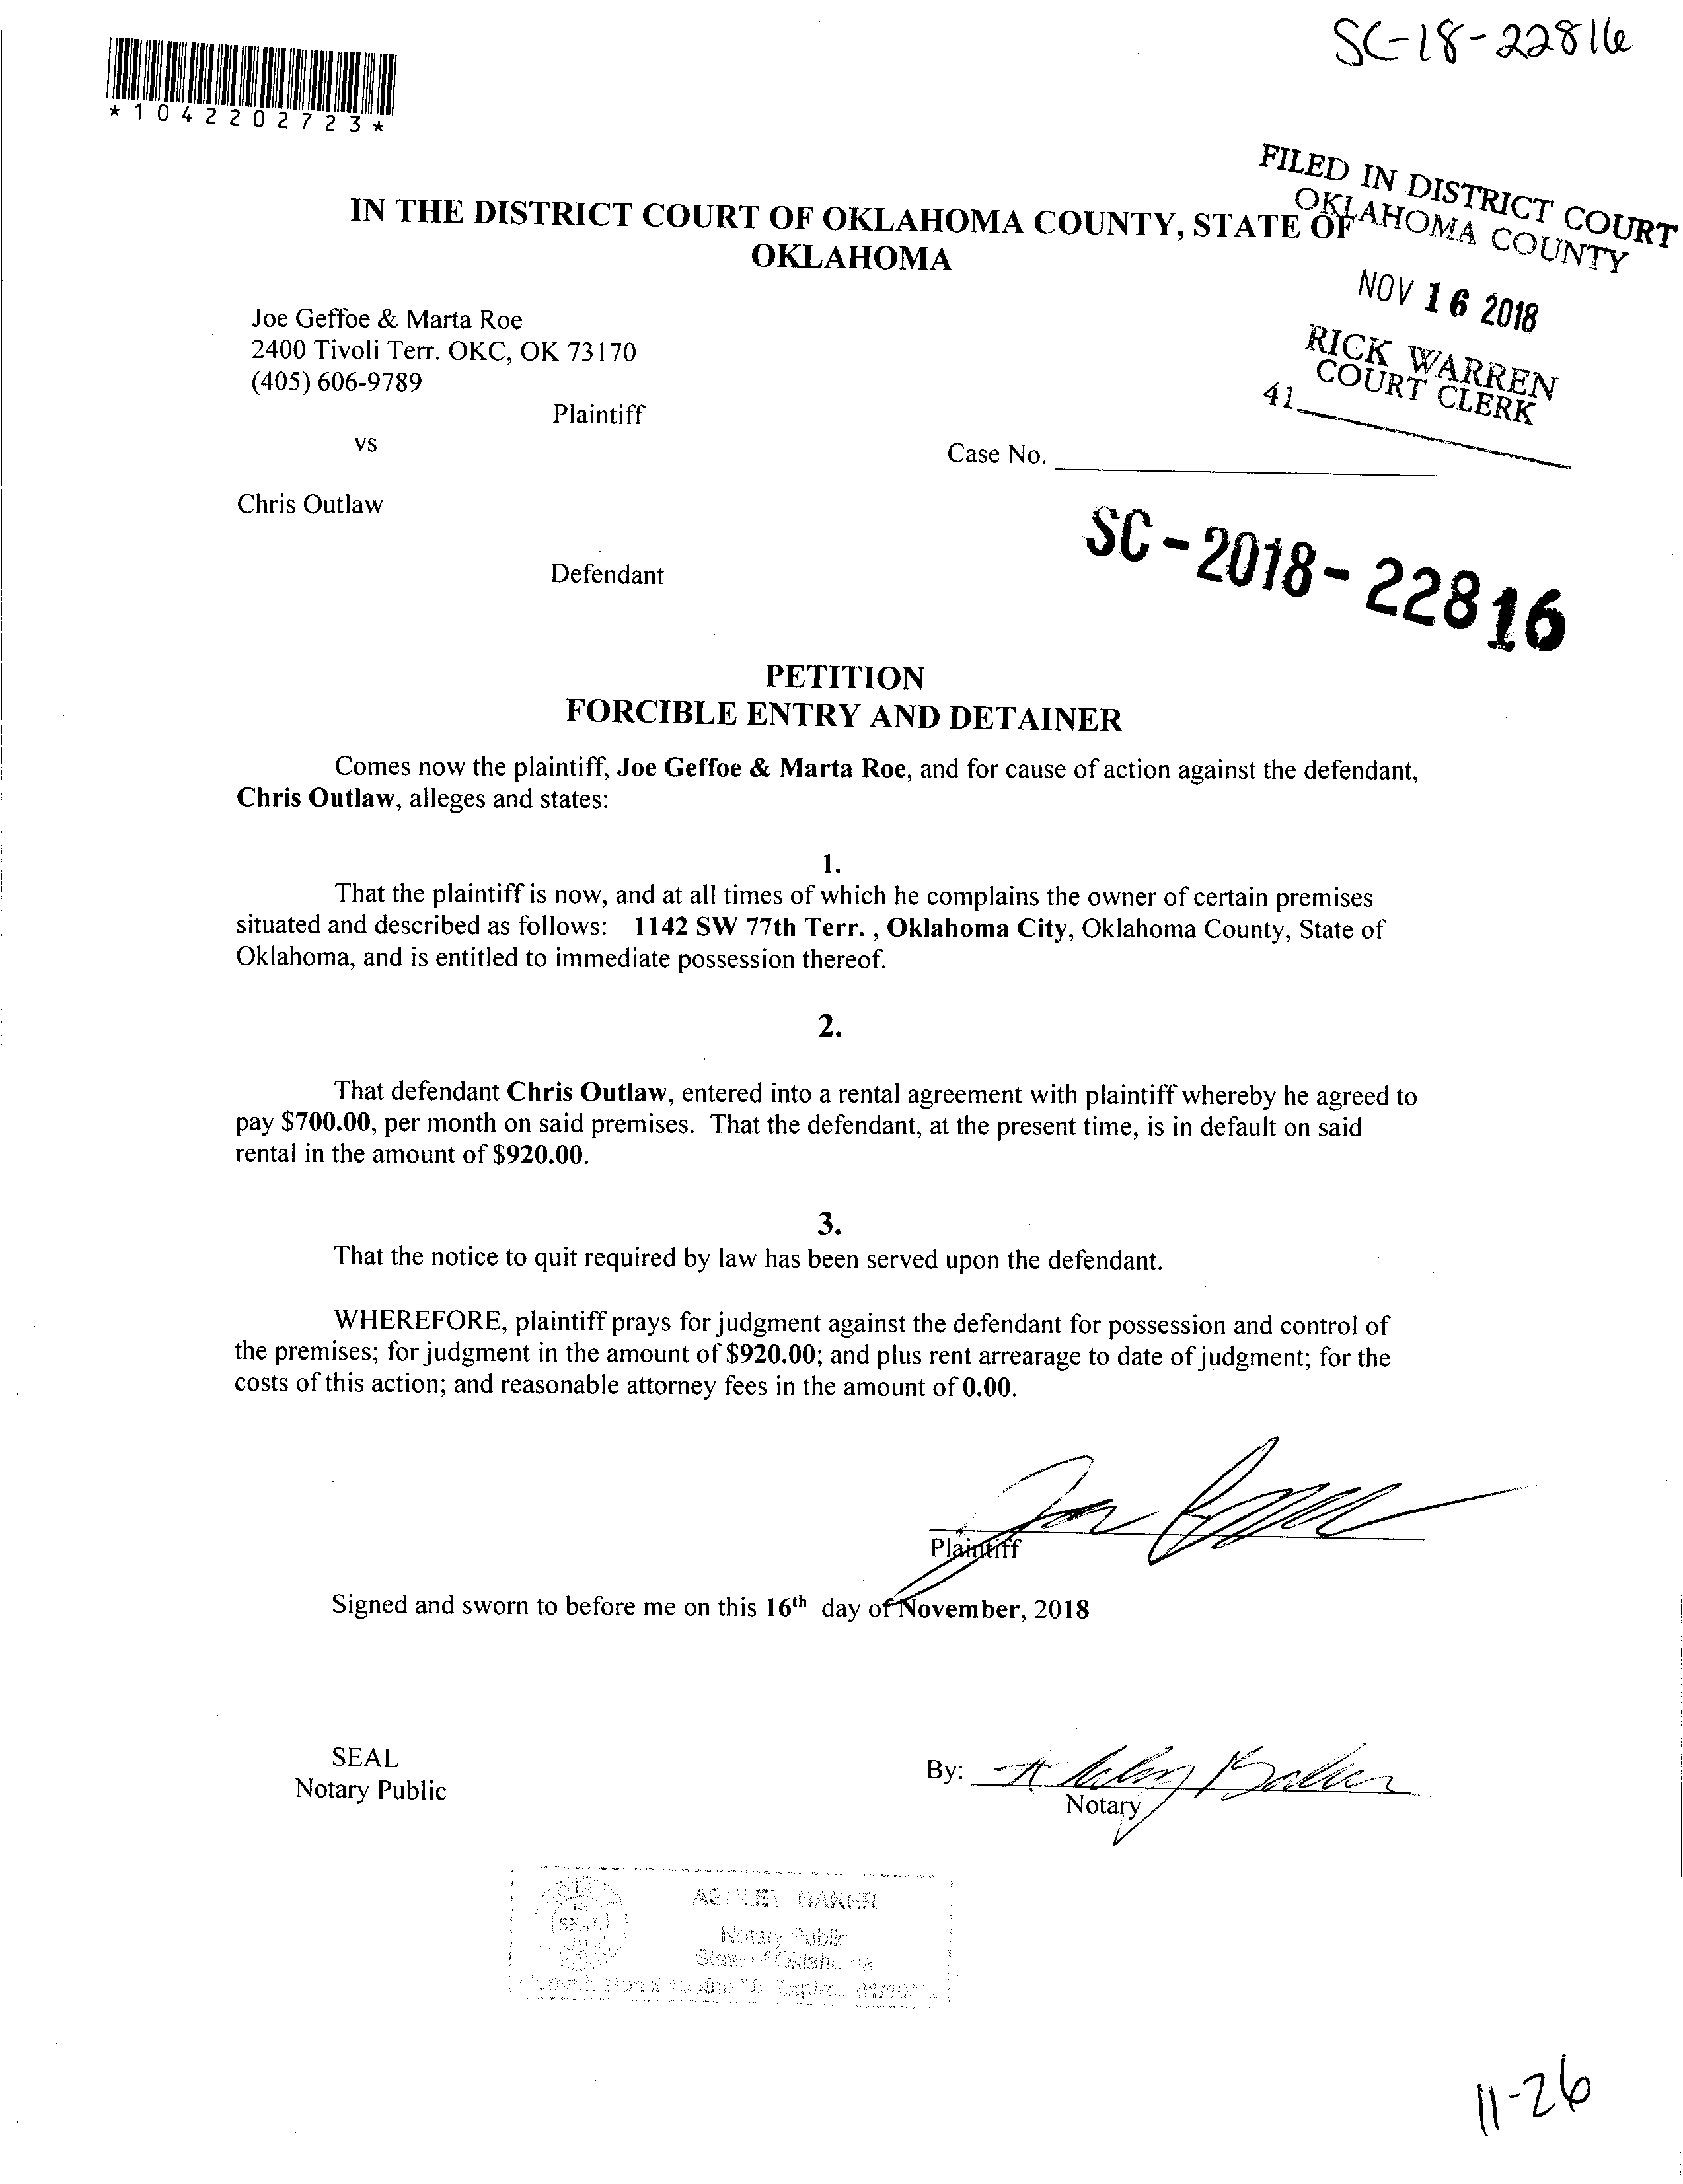 SC-18-22816
*1042202723*
FILED IN DISTRICT COURT
OKLAHOMA COUNTY
NOV 16 2018
RICK WARREN
COURT CLERK
41
IN THE DISTRICT COURT OF OKLAHOMA COUNTY, STATE OF
OKLAHOMA
Joe Geffoe & Marta Roe
2400 Tivoli Terr. OKC, OK 73170
(405) 606-9789
Plaintiff
vs
Case No.
Chris Outlaw
SC-2018-22816
Defendant
PETITION
FORCIBLE ENTRY AND DETAINER
Comes now the plaintiff, Joe Geffoe & Marta Roe, and for cause of action against the defendant,
Chris Outlaw, alleges and states:
1.
That the plaintiff is now, and at all times of which he complains the owner of certain premises
situated and described as follows: 1142 SW 77th Terr. , Oklahoma City, Oklahoma County, State of
Oklahoma, and is entitled to immediate possession thereof.
2.
That defendant Chris Outlaw, entered into a rental agreement with plaintiff whereby he agreed to
pay $700.00, per month on said premises. That the defendant, at the present time, is in default on said
rental in the amount of $920.00.
3.
That the notice to quit required by law has been served upon the defendant.
WHEREFORE, plaintiff prays for judgment against the defendant for possession and control of
the premises; for judgment in the amount of $920.00; and plus rent arrearage to date of judgment; for the
costs of this action; and reasonable attorney fees in the amount of 0.00.
Plaintiff
Signed and sworn to before me on this 16th day of November, 2018
SEAL
Notary Public
By: Ashley Baker
Notary
ASHLEY BAKER
Notary Public
State of Oklahoma
SEAL
11-26